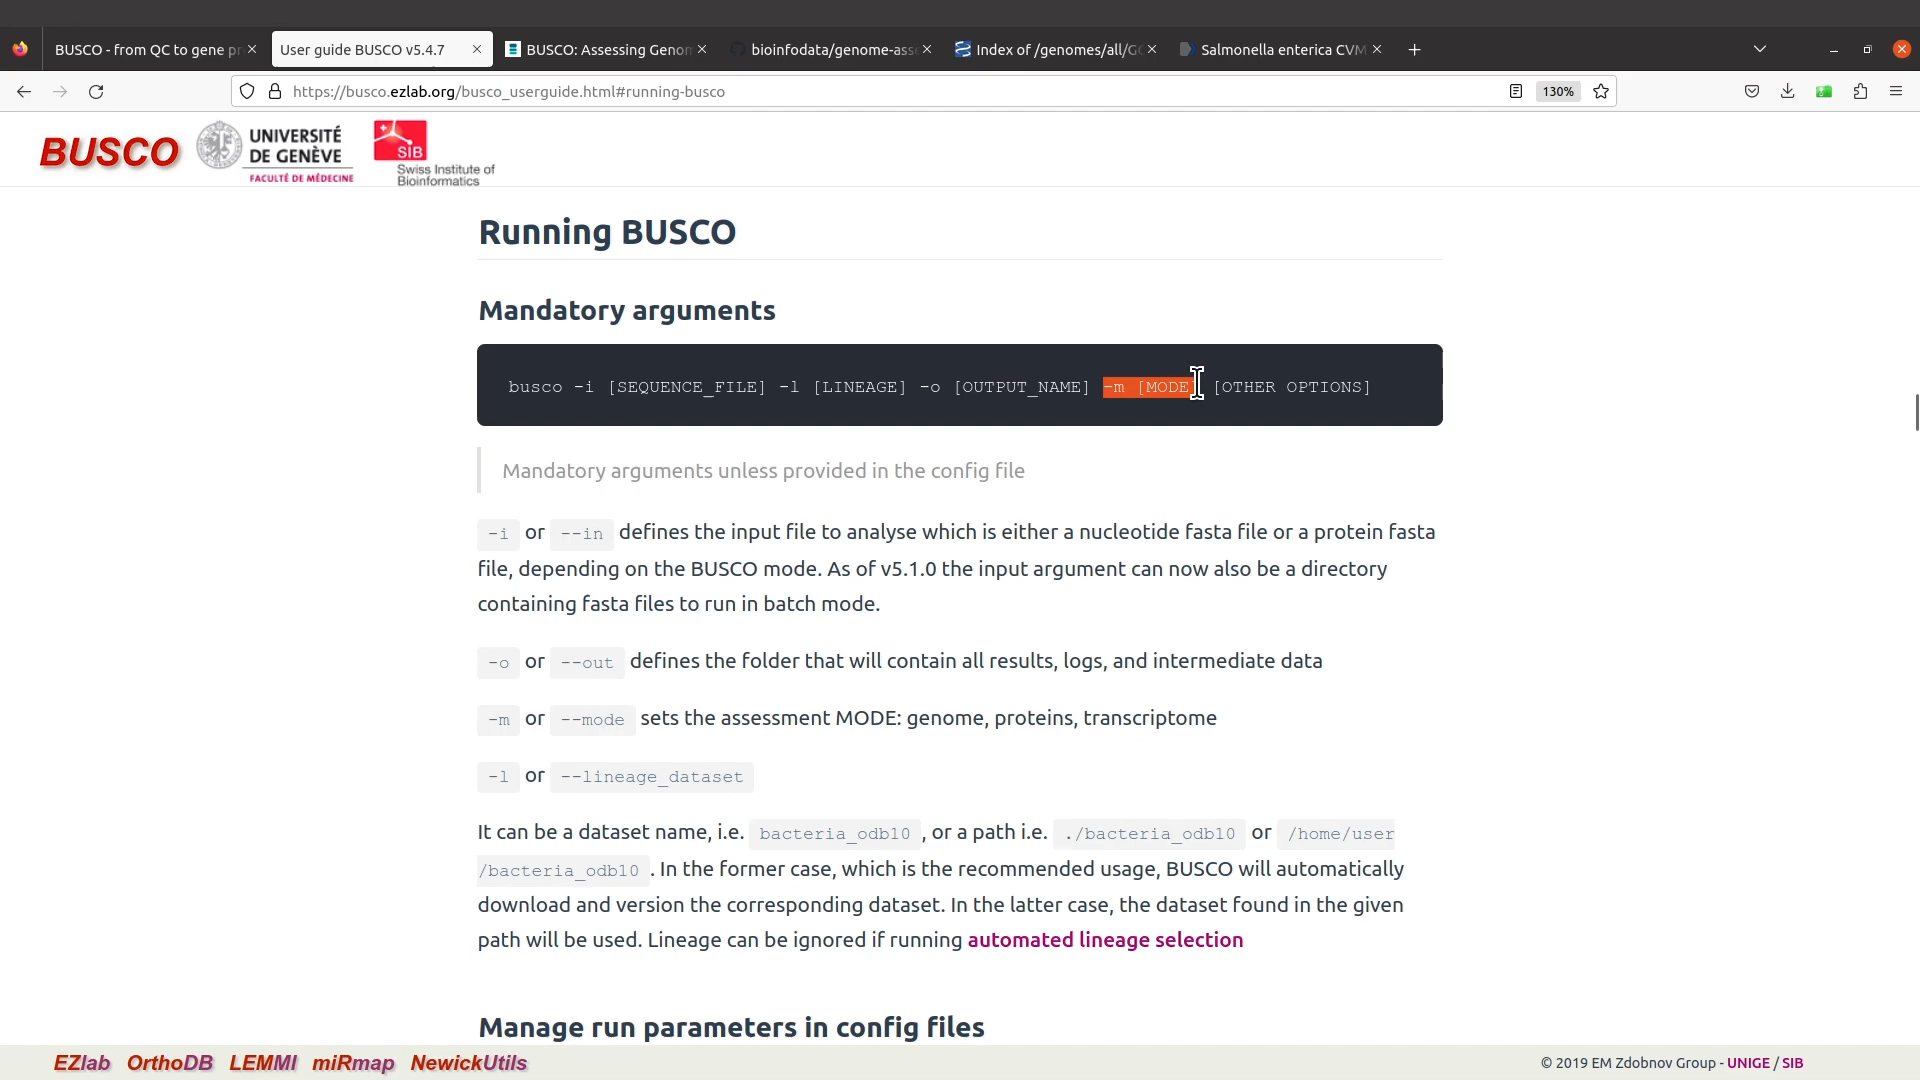 BUSCO - from QC to gene pr
User guide BUSCO v5.4.7
BUSCO: Assessing Genom
bioinfodata/genome-asse
Index of /genomes/all/GC
Salmonella enterica CVM
https://busco.ezlab.org/busco_userguide.html#running-busco
130%
BUSCO
UNIVERSITÉ
DE GENÈVE
FACULTÉ DE MÉDECINE
SIB
Swiss Institute of
Bioinformatics
Running BUSCO
Mandatory arguments
busco -i [SEQUENCE_FILE] -l [LINEAGE] -o [OUTPUT_NAME] -m [MODE] [OTHER OPTIONS]
Mandatory arguments unless provided in the config file
-i or --in defines the input file to analyse which is either a nucleotide fasta file or a protein fasta
file, depending on the BUSCO mode. As of v5.1.0 the input argument can now also be a directory
containing fasta files to run in batch mode.
-o or --out defines the folder that will contain all results, logs, and intermediate data
-m or --mode sets the assessment MODE: genome, proteins, transcriptome
-l or --lineage_dataset
It can be a dataset name, i.e. bacteria_odb10 , or a path i.e. ./bacteria_odb10 or /home/user
/bacteria_odb10 . In the former case, which is the recommended usage, BUSCO will automatically
download and version the corresponding dataset. In the latter case, the dataset found in the given
path will be used. Lineage can be ignored if running automated lineage selection
Manage run parameters in config files
EZlab OrthoDB LEMMI miRmap NewickUtils
© 2019 EM Zdobnov Group - UNIGE / SIB